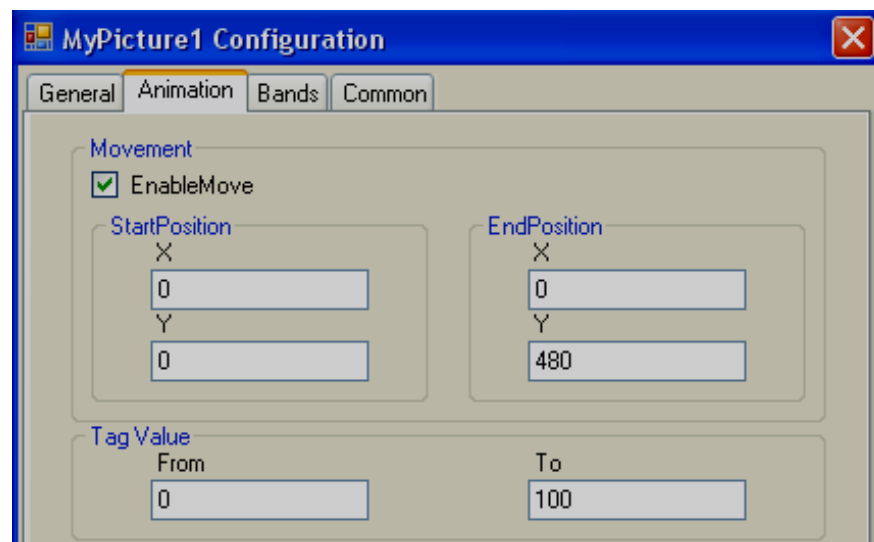 MyPicture1 Configuration
General Animation Bands Common
Movement
EnableMove
StartPosition EndPosition
X X
0 0
Y Y
0 480
Tag Value
From To
0 100